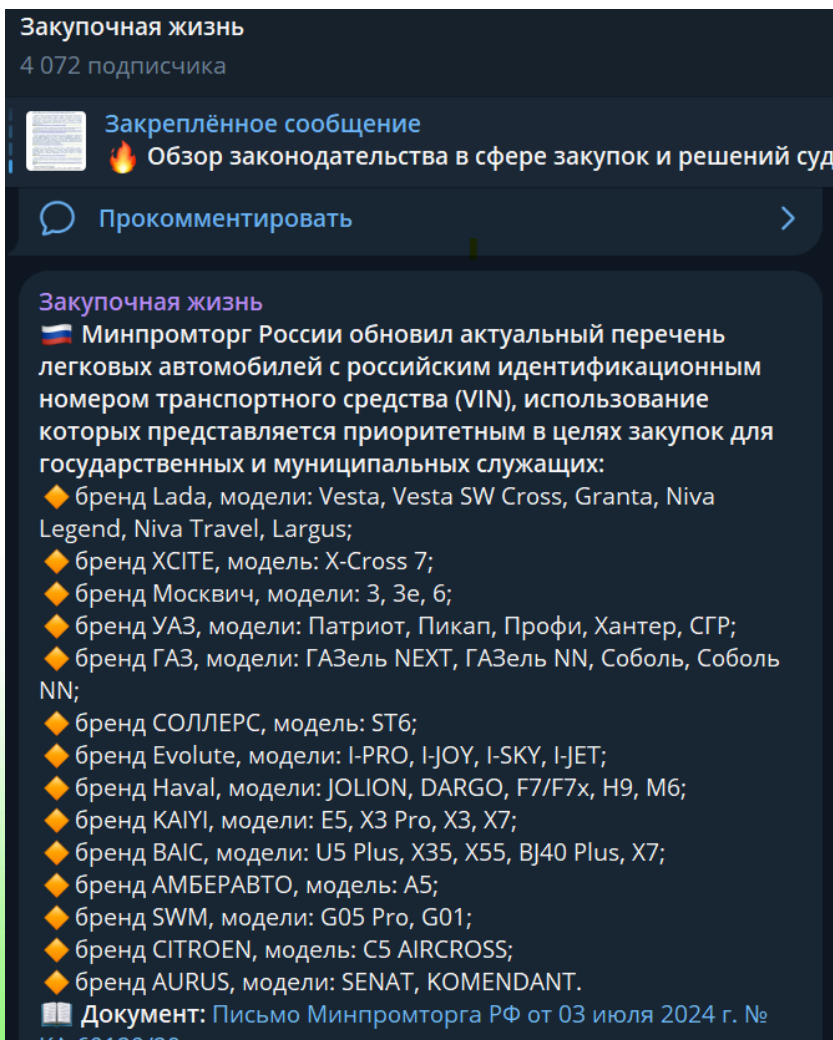 Закупочная жизнь
4 072 подписчика
Закреплённое сообщение
🔥 Обзор законодательства в сфере закупок и решений суд
Прокомментировать
Закупочная жизнь
🇷🇺 Минпромторг России обновил актуальный перечень
легковых автомобилей с российским идентификационным
номером транспортного средства (VIN), использование
которых представляется приоритетным в целях закупок для
государственных и муниципальных служащих:
🔶бренд Lada, модели: Vesta, Vesta SW Cross, Granta, Niva
Legend, Niva Travel, Largus;
🔶бренд XCITE, модель: X-Cross 7;
🔶бренд Москвич, модели: 3, 3е, 6;
🔶бренд УАЗ, модели: Патриот, Пикап, Профи, Хантер, СГР;
🔶бренд ГАЗ, модели: ГАЗель NEXT, ГАЗель NN, Соболь, Соболь
NN;
🔶бренд СОЛЛЕРС, модель: ST6;
🔶бренд Evolute, модели: I-PRO, I-JOY, I-SKY, I-JET;
🔶бренд Haval, модели: JOLION, DARGO, F7/F7x, H9, M6;
🔶бренд KAIYI, модели: E5, X3 Pro, X3, X7;
🔶бренд BAIC, модели: U5 Plus, X35, X55, BJ40 Plus, X7;
🔶бренд АМБЕРАВТО, модель: А5;
🔶бренд SWM, модели: G05 Pro, G01;
🔶бренд CITROEN, модель: C5 AIRCROSS;
🔶бренд AURUS, модели: SENAT, KOMENDANT.
📖 Документ: Письмо Минпромторга РФ от 03 июля 2024 г. №